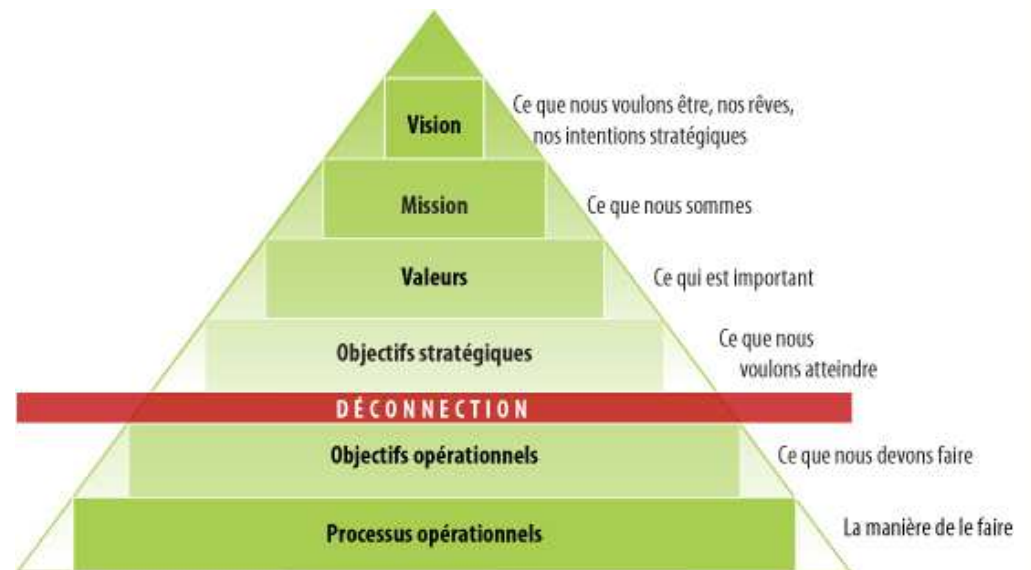 Vision
Ce que nous voulons être, nos rêves,
nos intentions stratégiques
Mission
Ce que nous sommes
Valeurs
Ce qui est important
Objectifs stratégiques
Ce que nous
voulons atteindre
DÉCONNECTION
Objectifs opérationnels
Ce que nous devons faire
Processus opérationnels
La manière de le faire